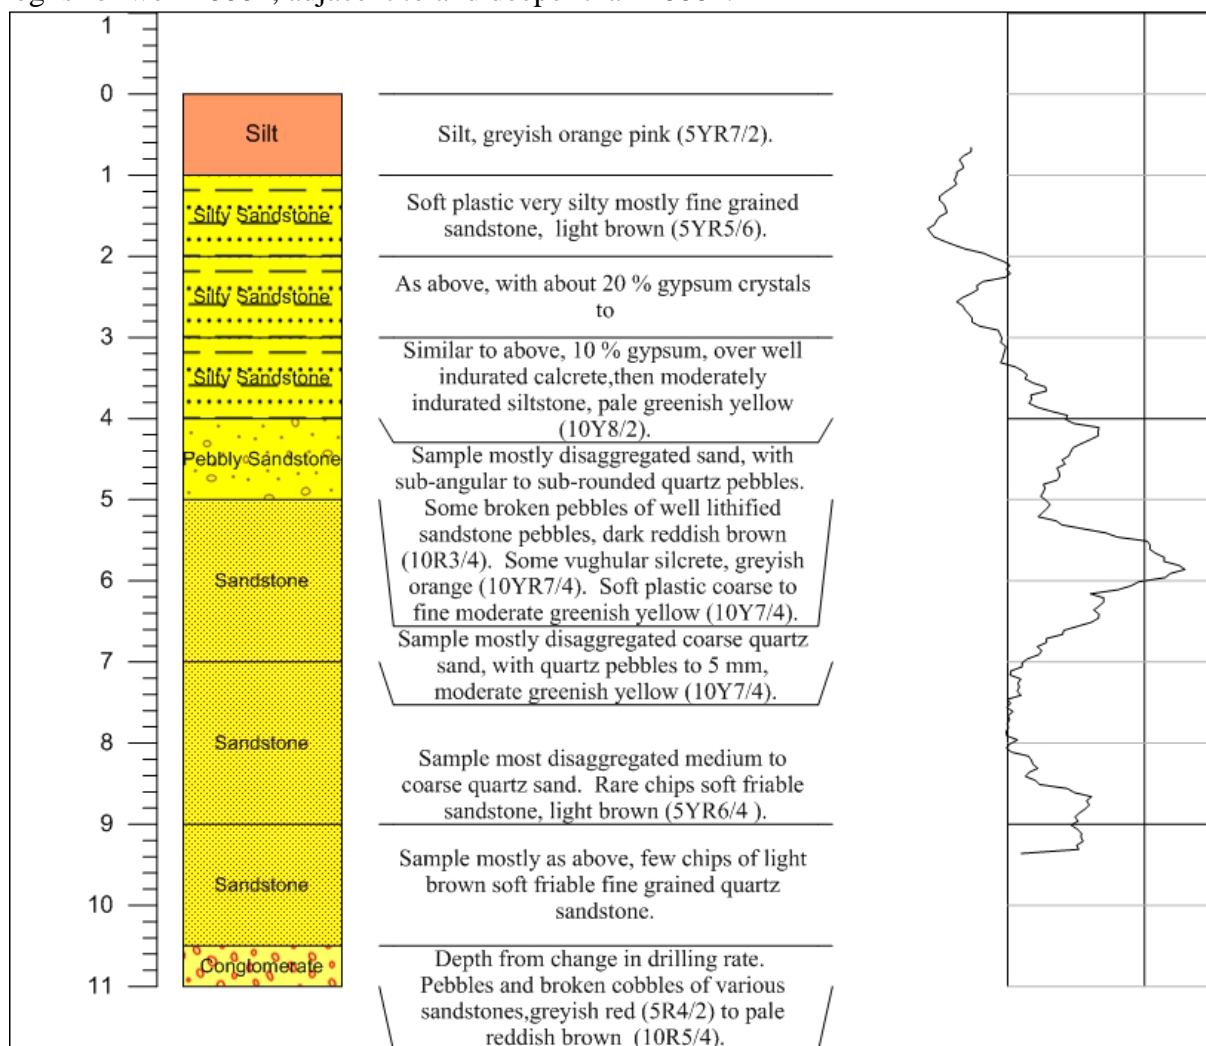 1
0
Silt
Silt, greyish orange pink (5YR7/2).
1
Silty Sandstone
Soft plastic very silty mostly fine grained
sandstone, light brown (5YR5/6).
2
Silty Sandstone
As above, with about 20 % gypsum crystals
to
3
Silty Sandstone
Similar to above, 10 % gypsum, over well
indurated calcrete,then moderately
indurated siltstone, pale greenish yellow
(10Y8/2).
4
Pebbly Sandstone
Sample mostly disaggregated sand, with
sub-angular to sub-rounded quartz pebbles.
5
Some broken pebbles of well lithified
sandstone pebbles, dark reddish brown
(10R3/4). Some vughular silcrete, greyish
orange (10YR7/4). Soft plastic coarse to
fine moderate greenish yellow (10Y7/4).
Sandstone
6
Sample mostly disaggregated coarse quartz
sand, with quartz pebbles to 5 mm,
moderate greenish yellow (10Y7/4).
7
Sandstone
8
Sample most disaggregated medium to
coarse quartz sand. Rare chips soft friable
sandstone, light brown (5YR6/4 ).
9
Sandstone
Sample mostly as above, few chips of light
brown soft friable fine grained quartz
sandstone.
10
Conglomerate
11
Depth from change in drilling rate.
Pebbles and broken cobbles of various
sandstones,greyish red (5R4/2) to pale
reddish brown (10R5/4).